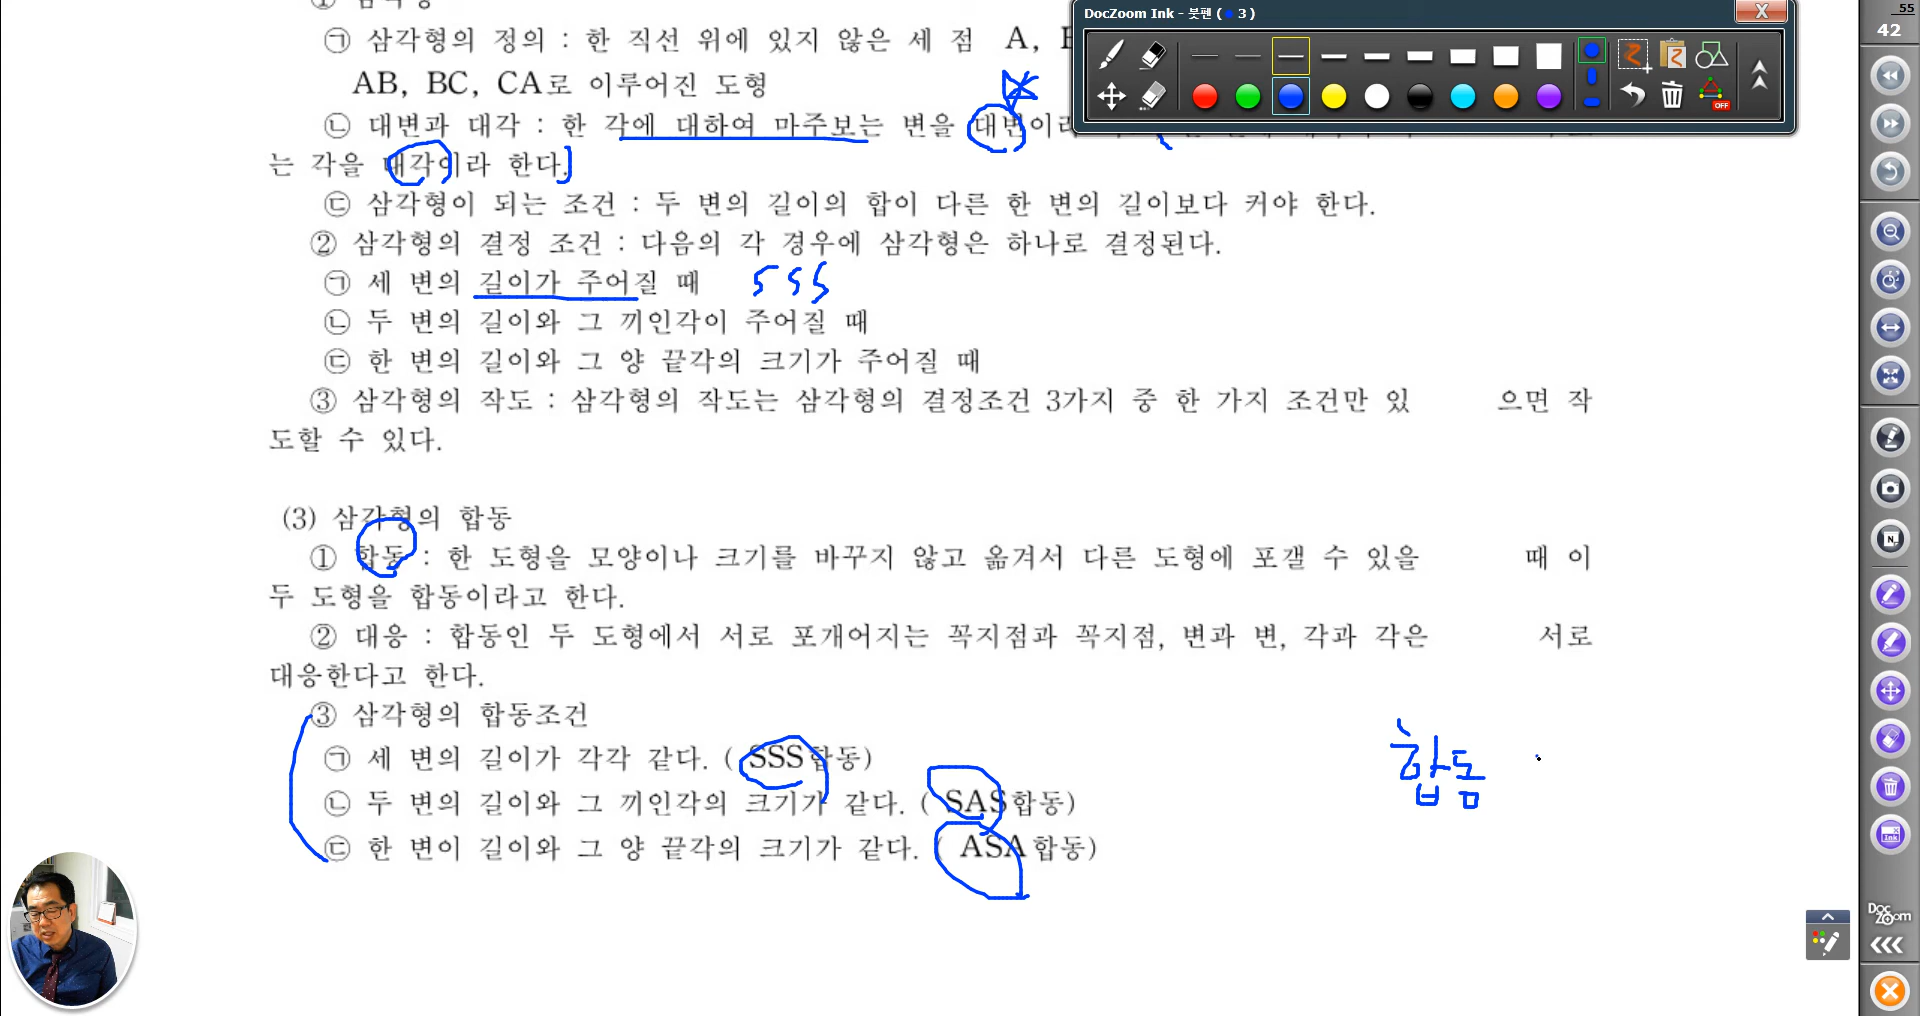 ① 삼각형
㉠ 삼각형의 정의 : 한 직선 위에 있지 않은 세 점 A,
AB, BC, CA로 이루어진 도형
㉡ 대변과 대각 : 한 각에 대하여 마주보는 변을 대변이라
는 각을 대각이라 한다.
㉢ 삼각형이 되는 조건 : 두 변의 길이의 합이 다른 한 변의 길이보다 커야 한다.
② 삼각형의 결정 조건 : 다음의 각 경우에 삼각형은 하나로 결정된다.
㉠ 세 변의 길이가 주어질 때 SSS
㉡ 두 변의 길이와 그 끼인각이 주어질 때
㉢ 한 변의 길이와 그 양 끝각의 크기가 주어질 때
③ 삼각형의 작도 : 삼각형의 작도는 삼각형의 결정조건 3가지 중 한 가지 조건만 있 으면 작
도할 수 있다.
(3) 삼각형의 합동
① 합동 : 한 도형을 모양이나 크기를 바꾸지 않고 옮겨서 다른 도형에 포갤 수 있을 때 이
두 도형을 합동이라고 한다.
② 대응 : 합동인 두 도형에서 서로 포개어지는 꼭지점과 꼭지점, 변과 변, 각과 각은 서로
대응한다고 한다.
③ 삼각형의 합동조건
㉠ 세 변의 길이가 각각 같다. ( SSS합동)
㉡ 두 변의 길이와 그 끼인각의 크기가 같다. ( SAS합동)
㉢ 한 변이 길이와 그 양 끝각의 크기가 같다. ( ASA합동)
합동
DocZoom Ink - 붓펜 ( 3 )
X
OFF
55
42
N
Ink
DocZoom